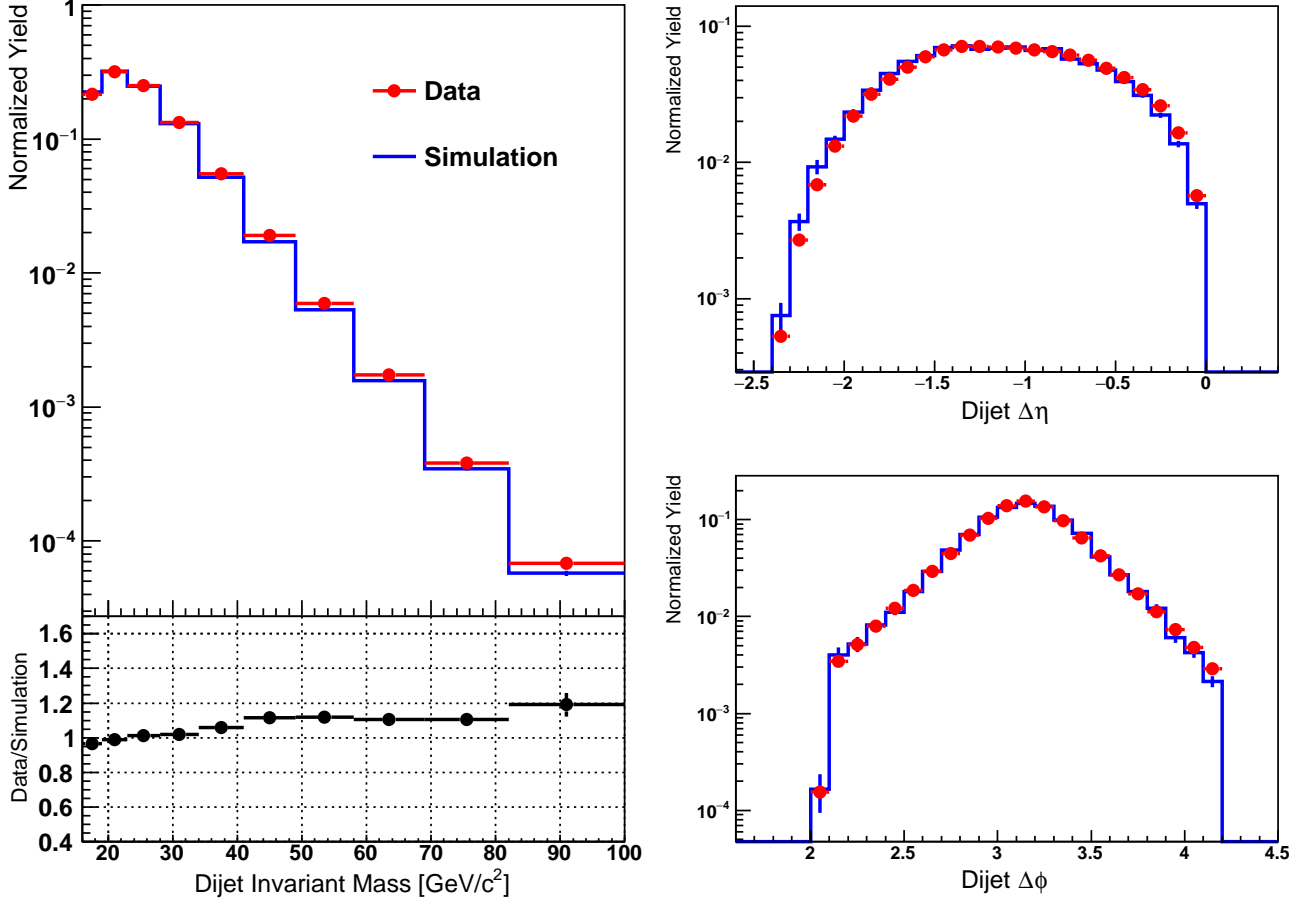 Normalized Yield
1
10⁻¹
10⁻²
10⁻³
10⁻⁴
Data
Simulation
Data/Simulation
1.6
1.4
1.2
1
0.8
0.6
0.4
20 30 40 50 60 70 80 90 100
Dijet Invariant Mass [GeV/c²]
Normalized Yield
10⁻¹
10⁻²
10⁻³
−2.5 −2 −1.5 −1 −0.5 0
Dijet Δη
Normalized Yield
10⁻¹
10⁻²
10⁻³
10⁻⁴
2 2.5 3 3.5 4 4.5
Dijet Δϕ